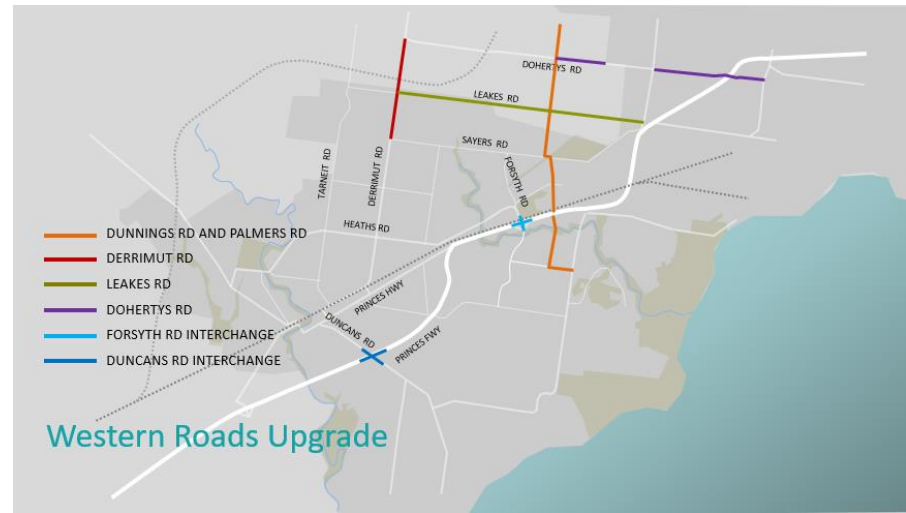 DOHERTYS RD
LEAKES RD
SAYERS RD
FORSYTH RD
TARNEIT RD
DERRIMUT RD
HEATHS RD
PRINCES HWY
DUNCANS RD
PRINCES FWY
DUNNINGS RD AND PALMERS RD
DERRIMUT RD
LEAKES RD
DOHERTYS RD
FORSYTH RD INTERCHANGE
DUNCANS RD INTERCHANGE
Western Roads Upgrade